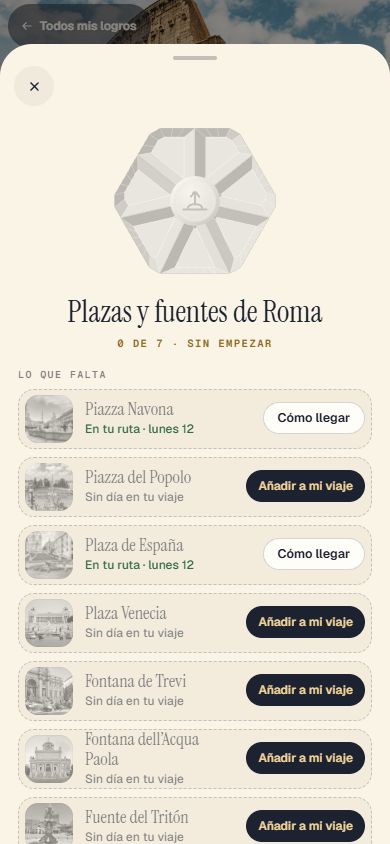 ← Todos mis logros
×
Plazas y fuentes de Roma
0 DE 7 · SIN EMPEZAR
LO QUE FALTA
Piazza Navona
En tu ruta · lunes 12
Cómo llegar
Piazza del Popolo
Sin día en tu viaje
Añadir a mi viaje
Plaza de España
En tu ruta · lunes 12
Cómo llegar
Plaza Venecia
Sin día en tu viaje
Añadir a mi viaje
Fontana de Trevi
Sin día en tu viaje
Añadir a mi viaje
Fontana dell’Acqua
Paola
Sin día en tu viaje
Añadir a mi viaje
Fuente del Tritón
Sin día en tu viaje
Añadir a mi viaje